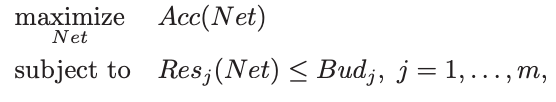 maximize Acc(Net)
Net
subject to Res_j(Net) ≤ Bud_j, j = 1, . . . , m,